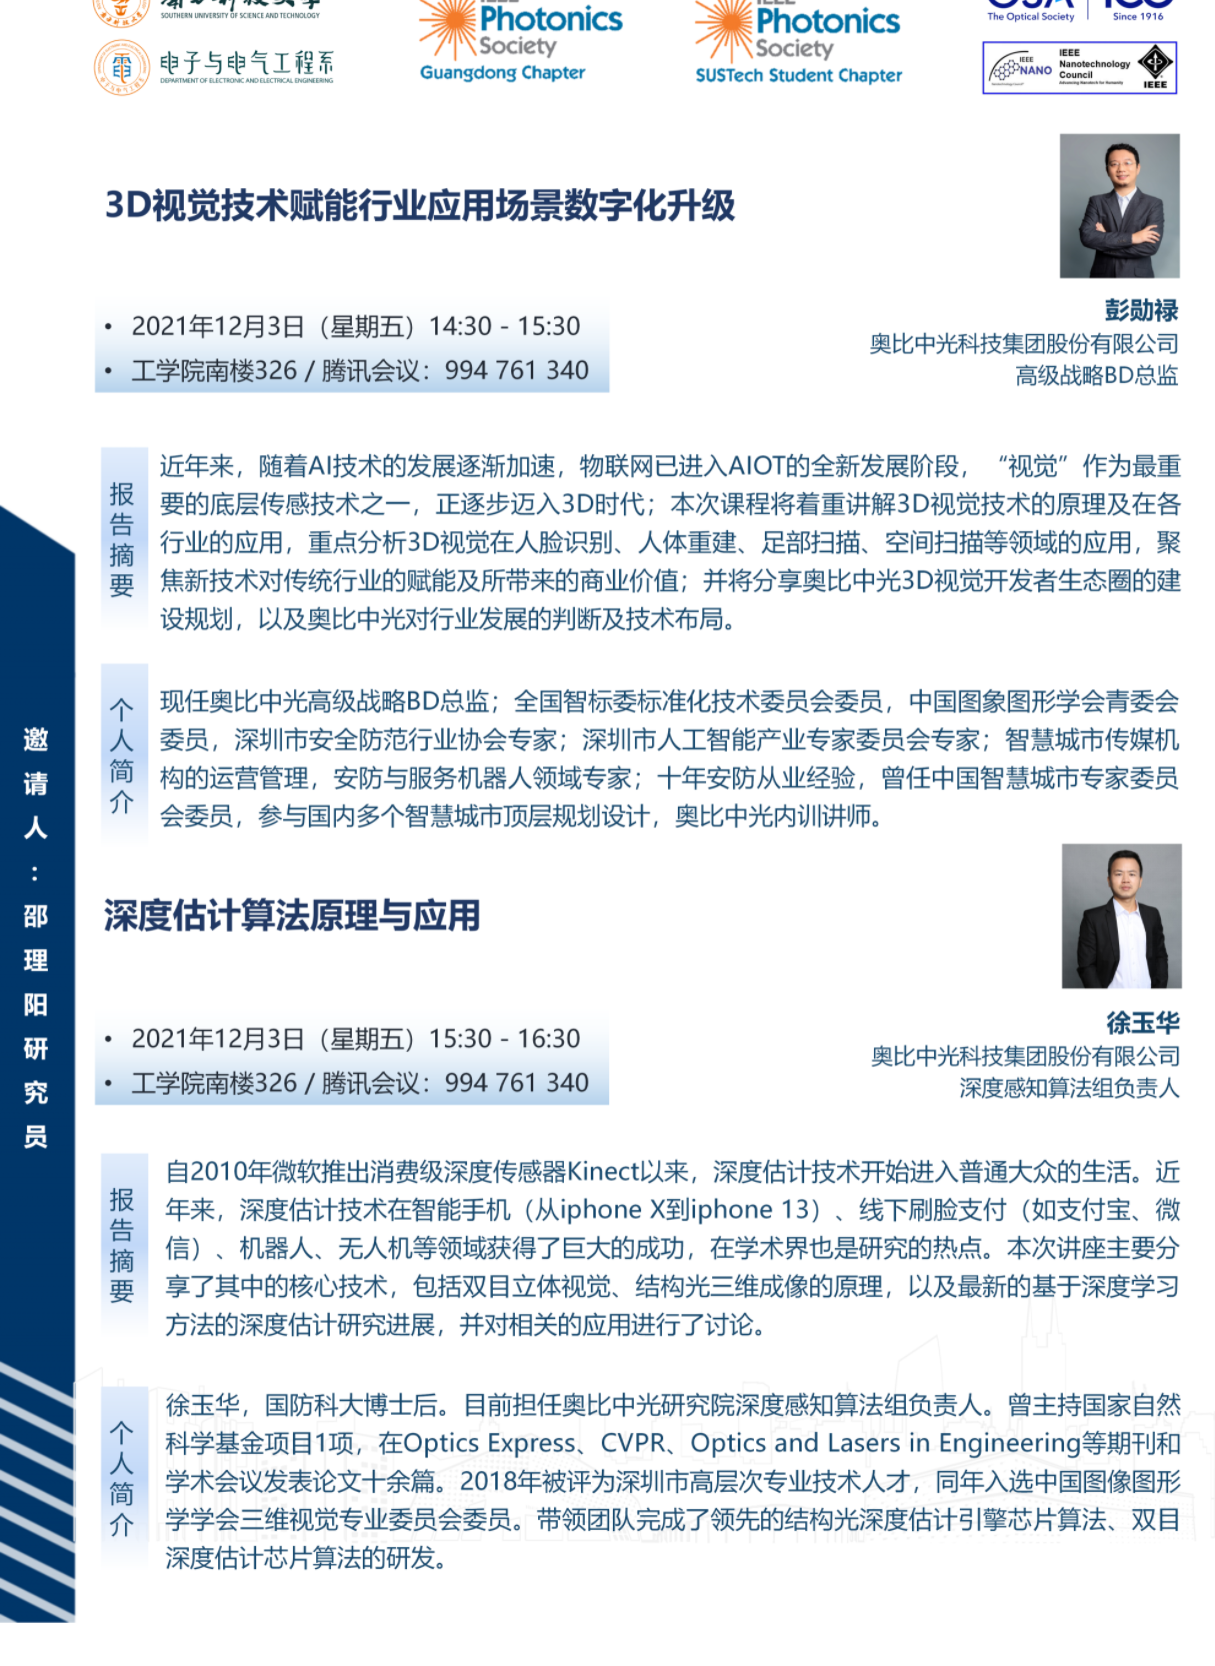 SOUTHERN UNIVERSITY OF SCIENCE AND TECHNOLOGY
电子与电气工程系
DEPARTMENT OF ELECTRONIC AND ELECTRICAL ENGINEERING
Photonics
Society
Guangdong Chapter
Photonics
Society
SUSTech Student Chapter
The Optical Society
Since 1916
IEEE
NANO
IEEE
Nanotechnology
Council
Advancing Nanotech for Humanity
IEEE
3D视觉技术赋能行业应用场景数字化升级
• 2021年12月3日（星期五）14:30 - 15:30
• 工学院南楼326 / 腾讯会议：994 761 340
彭勋禄
奥比中光科技集团股份有限公司
高级战略BD总监
报告摘要
近年来，随着AI技术的发展逐渐加速，物联网已进入AIOT的全新发展阶段，“视觉”作为最重
要的底层传感技术之一，正逐步迈入3D时代；本次课程将着重讲解3D视觉技术的原理及在各
行业的应用，重点分析3D视觉在人脸识别、人体重建、足部扫描、空间扫描等领域的应用，聚
焦新技术对传统行业的赋能及所带来的商业价值；并将分享奥比中光3D视觉开发者生态圈的建
设规划，以及奥比中光对行业发展的判断及技术布局。
个人简介
现任奥比中光高级战略BD总监；全国智标委标准化技术委员会委员，中国图象图形学会青委会
委员，深圳市安全防范行业协会专家；深圳市人工智能产业专家委员会专家；智慧城市传媒机
构的运营管理，安防与服务机器人领域专家；十年安防从业经验，曾任中国智慧城市专家委员
会委员，参与国内多个智慧城市顶层规划设计，奥比中光内训讲师。
邀请人：邵理阳研究员
深度估计算法原理与应用
• 2021年12月3日（星期五）15:30 - 16:30
• 工学院南楼326 / 腾讯会议：994 761 340
徐玉华
奥比中光科技集团股份有限公司
深度感知算法组负责人
报告摘要
自2010年微软推出消费级深度传感器Kinect以来，深度估计技术开始进入普通大众的生活。近
年来，深度估计技术在智能手机（从iphone X到iphone 13）、线下刷脸支付（如支付宝、微
信）、机器人、无人机等领域获得了巨大的成功，在学术界也是研究的热点。本次讲座主要分
享了其中的核心技术，包括双目立体视觉、结构光三维成像的原理，以及最新的基于深度学习
方法的深度估计研究进展，并对相关的应用进行了讨论。
个人简介
徐玉华，国防科大博士后。目前担任奥比中光研究院深度感知算法组负责人。曾主持国家自然
科学基金项目1项，在Optics Express、CVPR、Optics and Lasers in Engineering等期刊和
学术会议发表论文十余篇。2018年被评为深圳市高层次专业技术人才，同年入选中国图像图形
学学会三维视觉专业委员会委员。带领团队完成了领先的结构光深度估计引擎芯片算法、双目
深度估计芯片算法的研发。